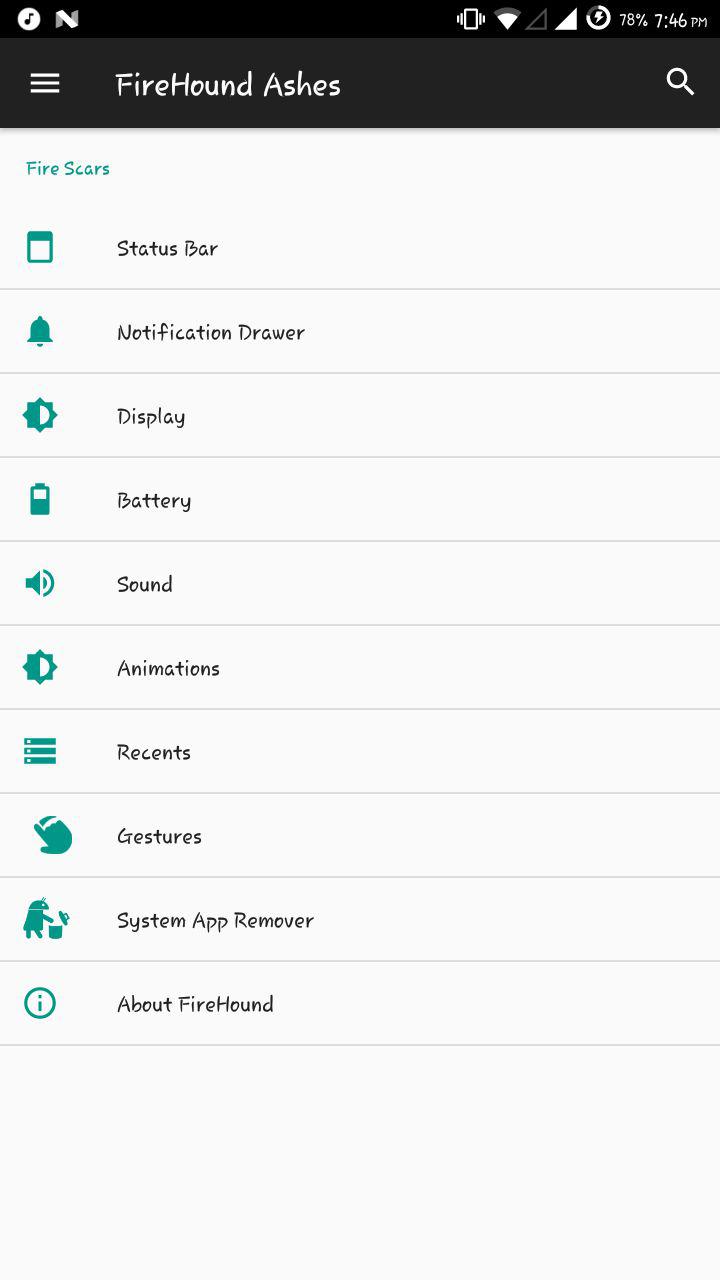 78% 7:46 PM
FireHound Ashes
Fire Scars
Status Bar
Notification Drawer
Display
Battery
Sound
Animations
Recents
Gestures
System App Remover
About FireHound